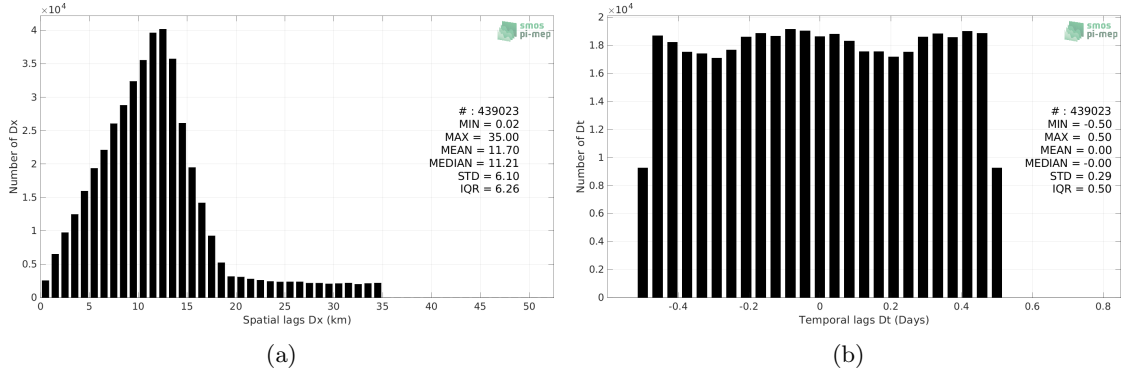 ×10⁴
4
3.5
3
2.5
2
1.5
1
0.5
0
Number of Dx
0 5 10 15 20 25 30 35 40 45 50
Spatial lags Dx (km)
smos
pi-mep
# : 439023
MIN = 0.02
MAX = 35.00
MEAN = 11.70
MEDIAN = 11.21
STD = 6.10
IQR = 6.26
(a)
2 ×10⁴
1.8
1.6
1.4
1.2
1
0.8
0.6
0.4
0.2
0
Number of Dt
-0.4 -0.2 0 0.2 0.4 0.6 0.8
Temporal lags Dt (Days)
smos
pi-mep
# : 439023
MIN = -0.50
MAX = 0.50
MEAN = 0.00
MEDIAN = -0.00
STD = 0.29
IQR = 0.50
(b)